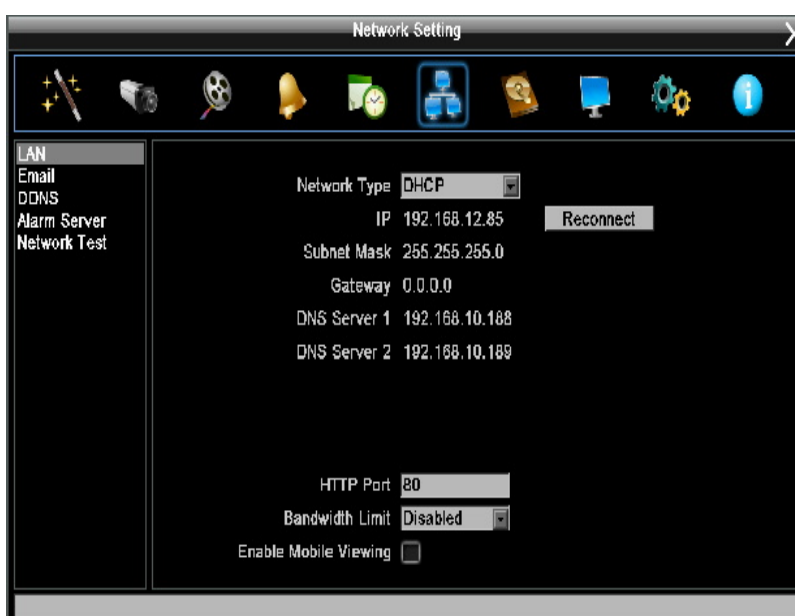 Network Setting
LAN
Email
DDNS
Alarm Server
Network Test
Network Type DHCP
IP 192.168.12.85 Reconnect
Subnet Mask 255.255.255.0
Gateway 0.0.0.0
DNS Server 1 192.168.10.188
DNS Server 2 192.168.10.189
HTTP Port 80
Bandwidth Limit Disabled
Enable Mobile Viewing